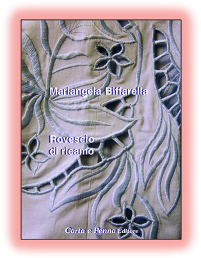 Mariangela Biffarella
Rovescio
di ricamo
Carta e Penna Editore